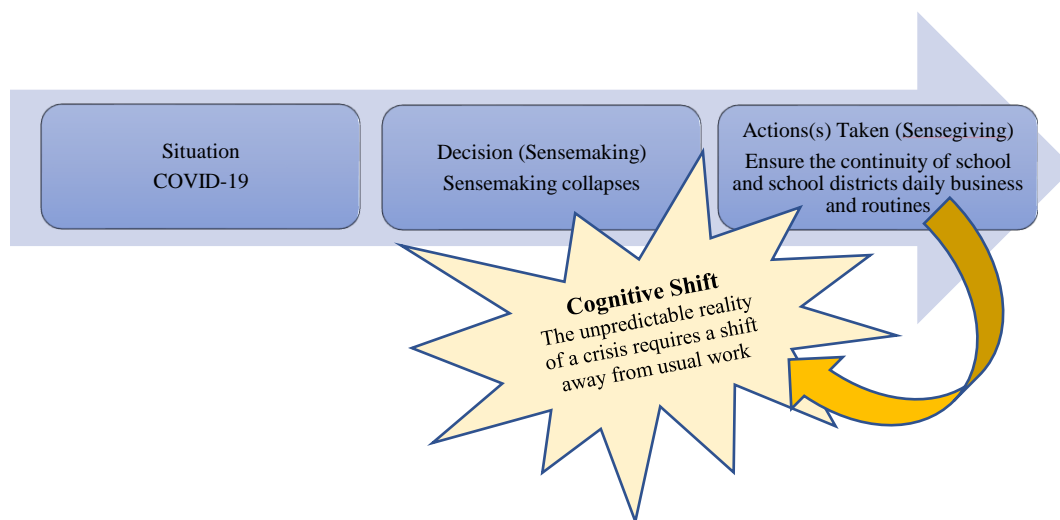 Situation
COVID-19
Decision (Sensemaking)
Sensemaking collapses
Actions(s) Taken (Sensegiving)
Ensure the continuity of school
and school districts daily business
and routines
Cognitive Shift
The unpredictable reality
of a crisis requires a shift
away from usual work